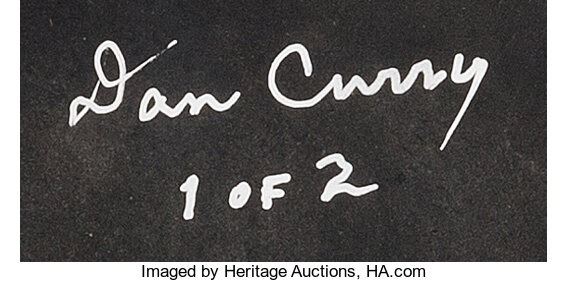 Dan Curry
1 OF 2
Imaged by Heritage Auctions, HA.com